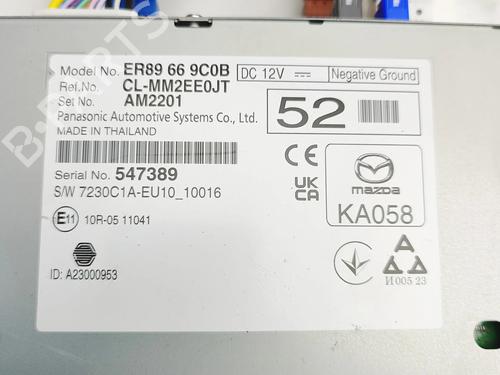 Model No. ER89 66 9C0B DC 12V Negative Ground
Ref.No. CL-MM2EE0JT
Set No. AM2201
Panasonic Automotive Systems Co., Ltd.
MADE IN THAILAND
52
Serial No. 547389
S/W 7230C1A-EU10_10016
E11 10R-05 11041
ID: A23000953
CE
UK
CA
mazda
KA058
И005 23
B-PARTS